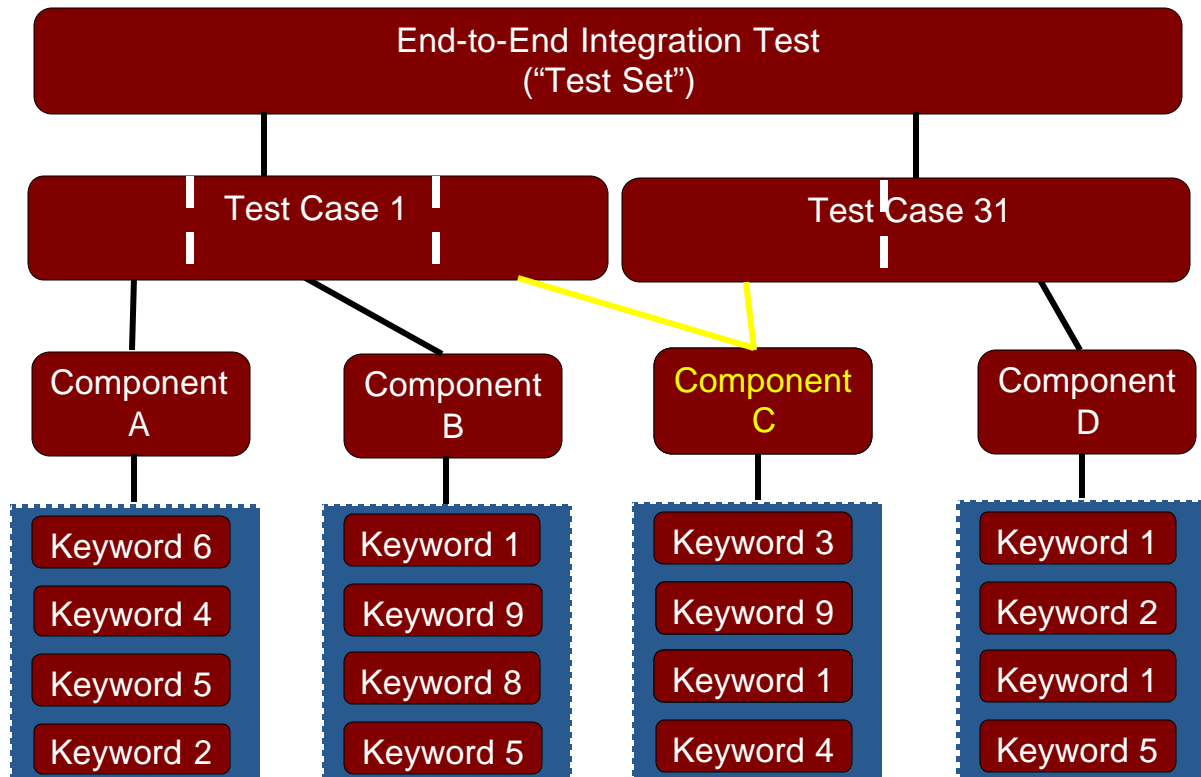 End-to-End Integration Test
(“Test Set”)
Test Case 1
Test Case 31
Component
A
Component
B
Component
C
Component
D
Keyword 6
Keyword 4
Keyword 5
Keyword 2
Keyword 1
Keyword 9
Keyword 8
Keyword 5
Keyword 3
Keyword 9
Keyword 1
Keyword 4
Keyword 1
Keyword 2
Keyword 1
Keyword 5